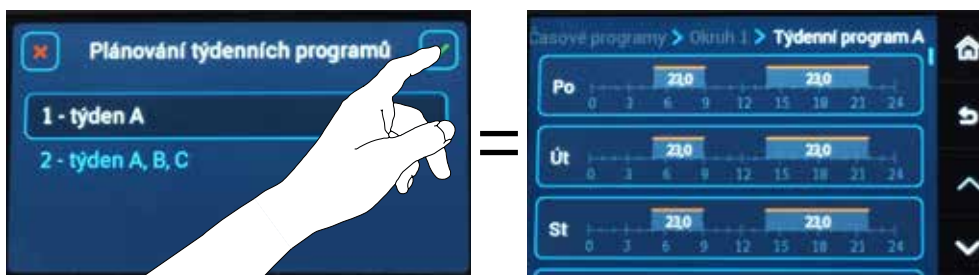 Plánování týdenních programů
1 - týden A
2 - týden A, B, C
=
Časové programy > Okruh 1 > Týdenní program A
Po
23,0 23,0
0 3 6 9 12 15 18 21 24
Út
23,0 23,0
0 3 6 9 12 15 18 21 24
St
23,0 23,0
0 3 6 9 12 15 18 21 24